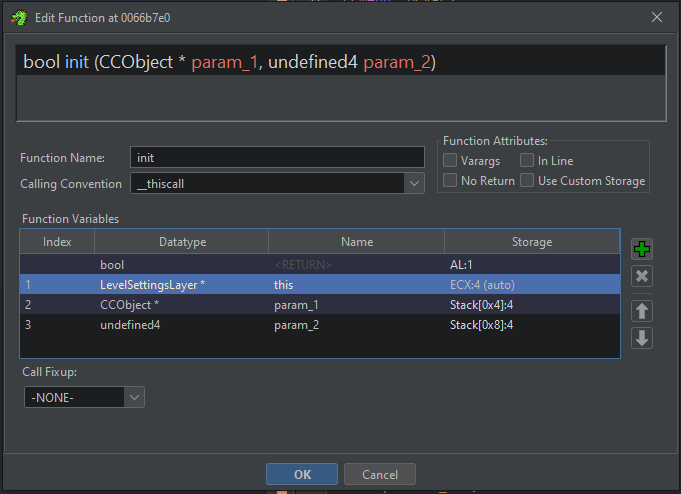 Edit Function at 0066b7e0
bool init (CCObject * param_1, undefined4 param_2)
Function Name: init
Calling Convention __thiscall
Function Attributes:
Varargs In Line
No Return Use Custom Storage
Function Variables
Index Datatype Name Storage
bool <RETURN> AL:1
1 LevelSettingsLayer * this ECX:4 (auto)
2 CCObject * param_1 Stack[0x4]:4
3 undefined4 param_2 Stack[0x8]:4
Call Fixup:
-NONE-
OK Cancel